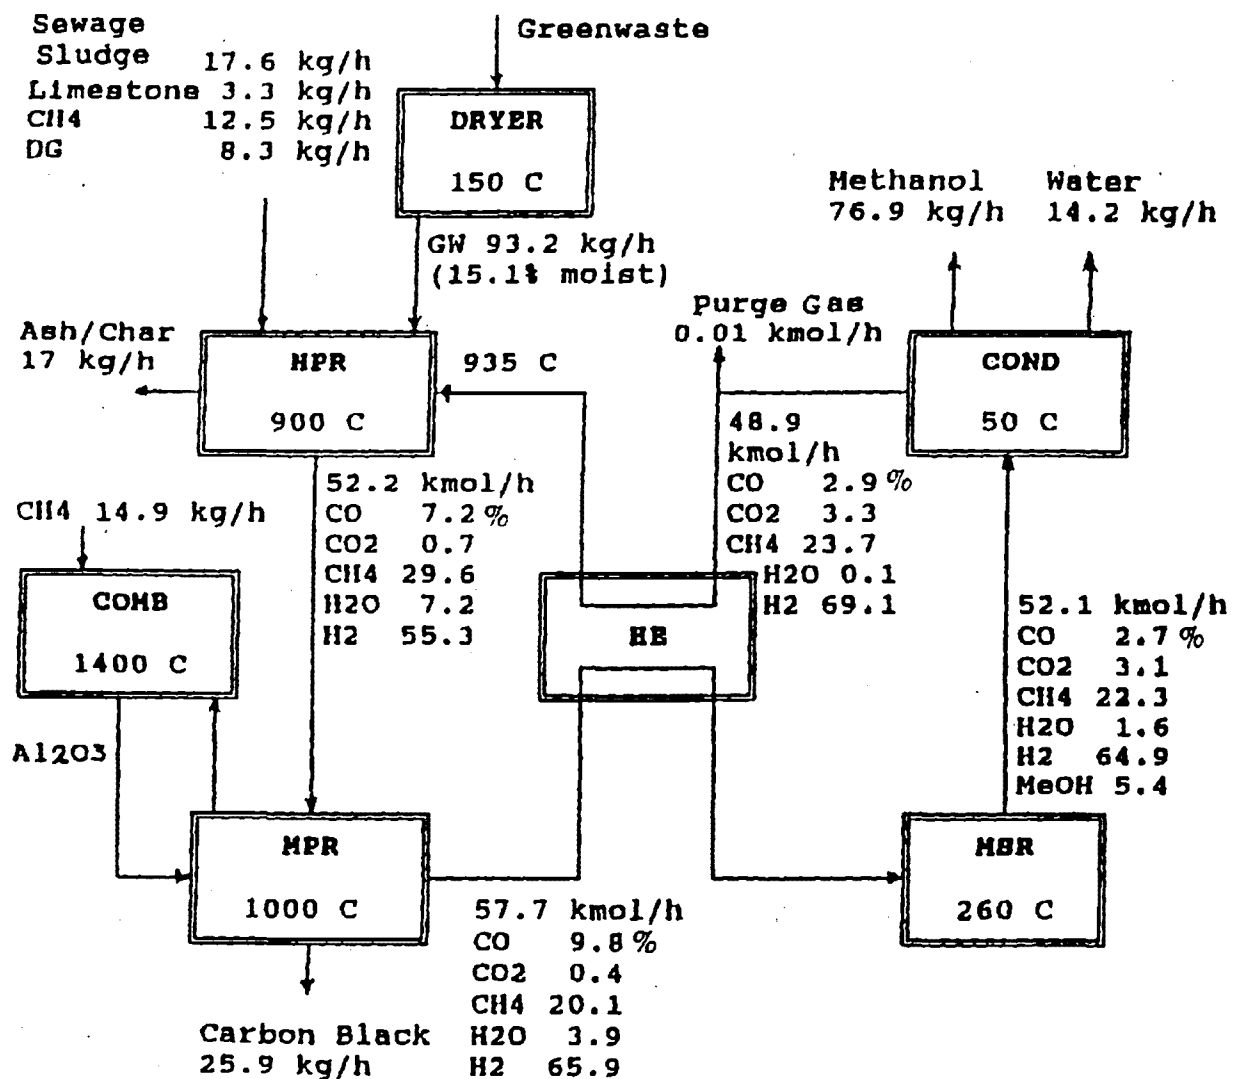 Sewage
Sludge 17.6 kg/h
Limestone 3.3 kg/h
CH4 12.5 kg/h
DG 8.3 kg/h
Greenwaste
DRYER
150 C
GW 93.2 kg/h
(15.1% moist)
Methanol
76.9 kg/h
Water
14.2 kg/h
Purge Gas
0.01 kmol/h
Ash/Char
17 kg/h
HPR
900 C
935 C
COND
50 C
48.9
kmol/h
CO 2.9%
CO2 3.3
CH4 23.7
H2O 0.1
H2 69.1
52.2 kmol/h
CO 7.2%
CO2 0.7
CH4 29.6
H2O 7.2
H2 55.3
CH4 14.9 kg/h
COMB
1400 C
HE
52.1 kmol/h
CO 2.7%
CO2 3.1
CH4 22.3
H2O 1.6
H2 64.9
MeOH 5.4
Al2O3
MPR
1000 C
MSR
260 C
57.7 kmol/h
CO 9.8%
CO2 0.4
CH4 20.1
H2O 3.9
H2 65.9
Carbon Black
25.9 kg/h